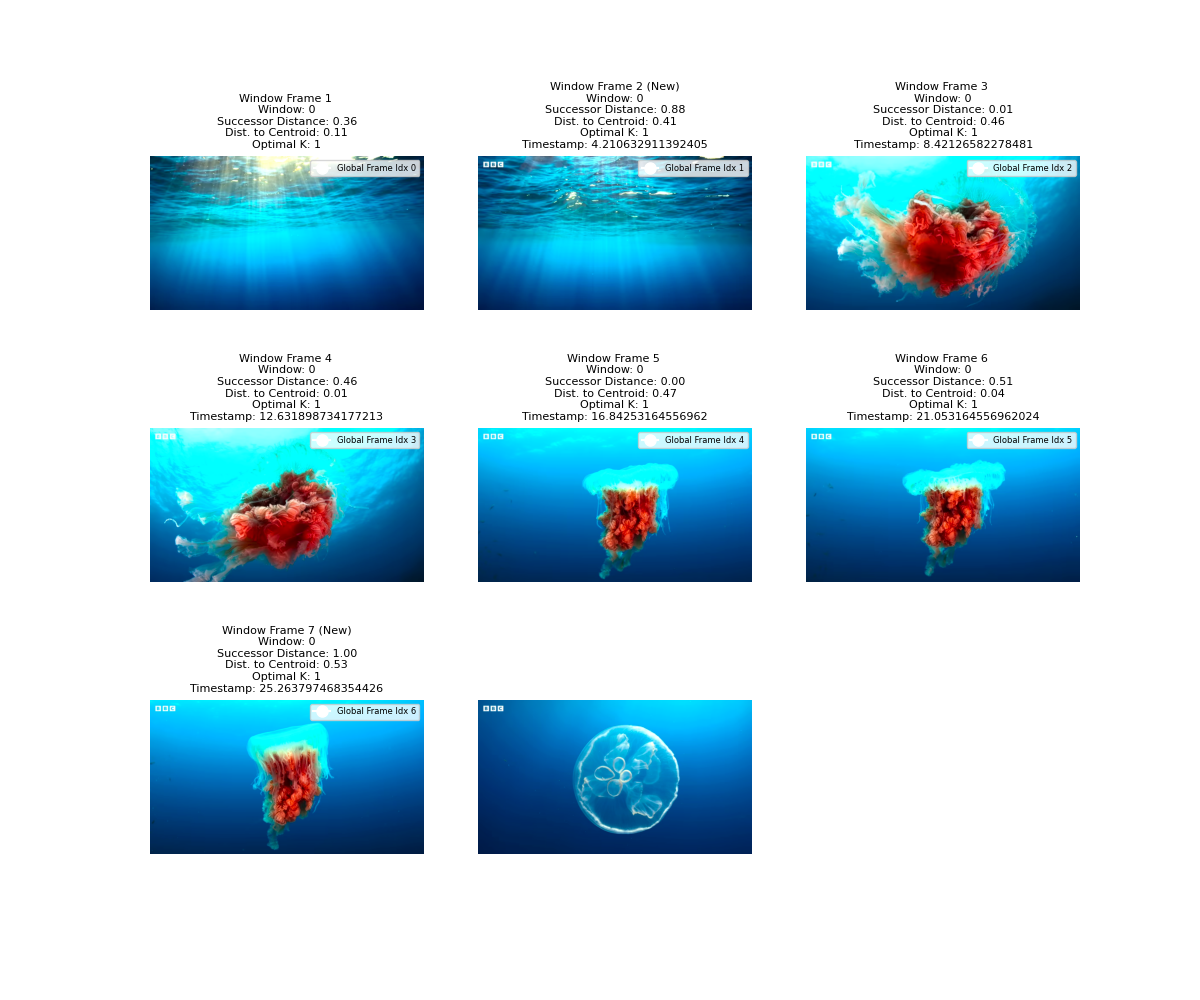 Window Frame 1
Window: 0
Successor Distance: 0.36
Dist. to Centroid: 0.11
Optimal K: 1
Global Frame Idx 0
Window Frame 2 (New)
Window: 0
Successor Distance: 0.88
Dist. to Centroid: 0.41
Optimal K: 1
Timestamp: 4.210632911392405
BBC
Global Frame Idx 1
Window Frame 3
Window: 0
Successor Distance: 0.01
Dist. to Centroid: 0.46
Optimal K: 1
Timestamp: 8.42126582278481
BBC
Global Frame Idx 2
Window Frame 4
Window: 0
Successor Distance: 0.46
Dist. to Centroid: 0.01
Optimal K: 1
Timestamp: 12.631898734177213
BBC
Global Frame Idx 3
Window Frame 5
Window: 0
Successor Distance: 0.00
Dist. to Centroid: 0.47
Optimal K: 1
Timestamp: 16.84253164556962
BBC
Global Frame Idx 4
Window Frame 6
Window: 0
Successor Distance: 0.51
Dist. to Centroid: 0.04
Optimal K: 1
Timestamp: 21.053164556962024
BBC
Global Frame Idx 5
Window Frame 7 (New)
Window: 0
Successor Distance: 1.00
Dist. to Centroid: 0.53
Optimal K: 1
Timestamp: 25.263797468354426
BBC
Global Frame Idx 6
BBC